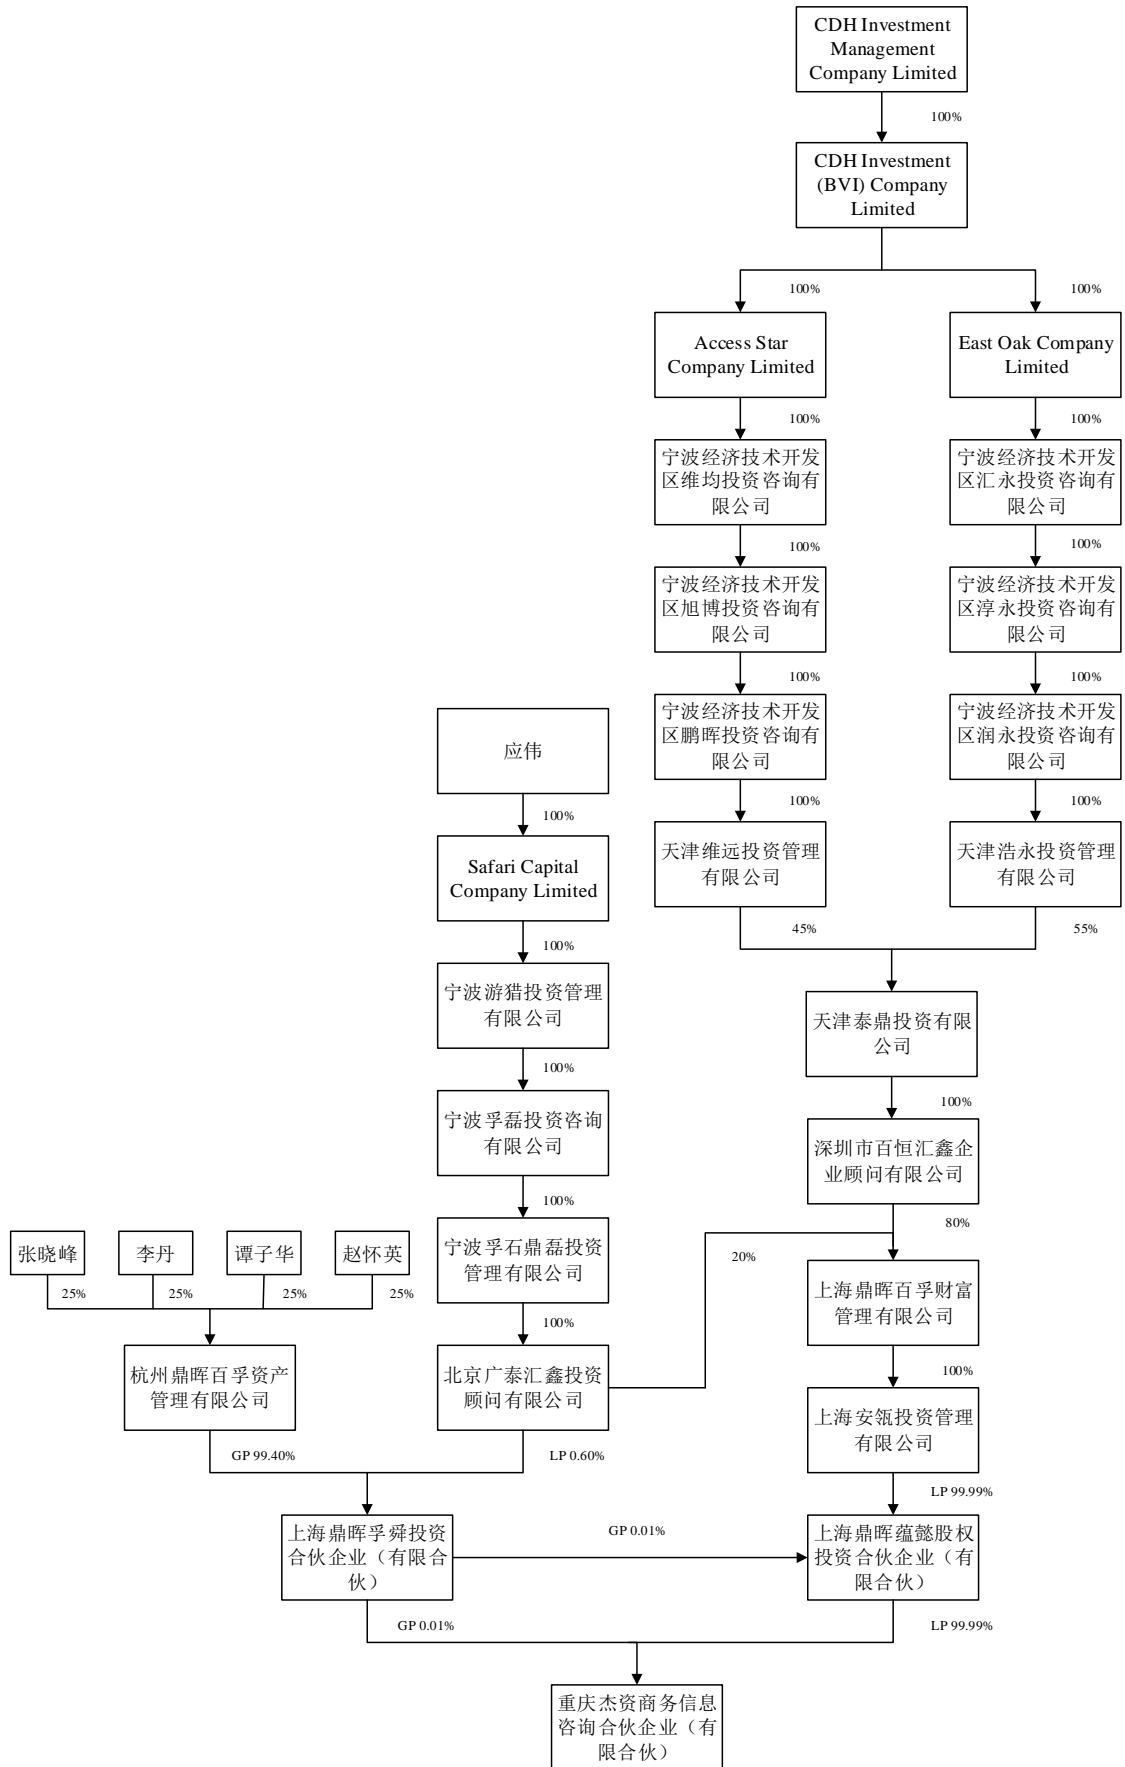 CDH Investment
Management
Company Limited
100%
CDH Investment
(BVI) Company
Limited
100%
100%
Access Star
Company Limited
East Oak Company
Limited
100%
100%
宁波经济技术开发
区维均投资咨询有
限公司
宁波经济技术开发
区汇永投资咨询有
限公司
100%
100%
宁波经济技术开发
区旭博投资咨询有
限公司
宁波经济技术开发
区淳永投资咨询有
限公司
100%
100%
宁波经济技术开发
区鹏晖投资咨询有
限公司
宁波经济技术开发
区润永投资咨询有
限公司
应伟
100%
100%
100%
Safari Capital
Company Limited
天津维远投资管理
有限公司
天津浩永投资管理
有限公司
45%
55%
100%
宁波游猎投资管理
有限公司
天津泰鼎投资有限
公司
100%
100%
宁波孚磊投资咨询
有限公司
深圳市百恒汇鑫企
业顾问有限公司
100%
80%
20%
张晓峰
李丹
谭子华
赵怀英
宁波孚石鼎磊投资
管理有限公司
上海鼎晖百孚财富
管理有限公司
25%
25%
25%
25%
100%
100%
杭州鼎晖百孚资产
管理有限公司
北京广泰汇鑫投资
顾问有限公司
上海安瓴投资管理
有限公司
GP 99.40%
LP 0.60%
LP 99.99%
上海鼎晖孚舜投资
合伙企业（有限合
伙）
GP 0.01%
上海鼎晖蕴懿股权
投资合伙企业（有
限合伙）
GP 0.01%
LP 99.99%
重庆杰资商务信息
咨询合伙企业（有
限合伙）